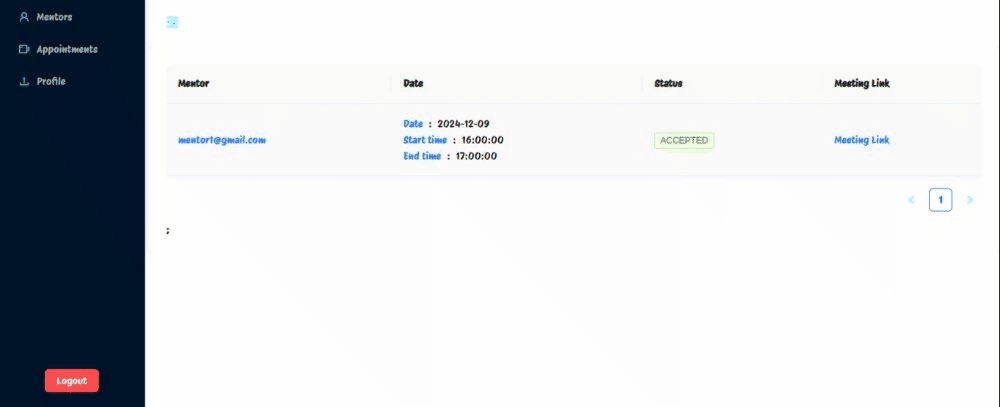 Mentors
Appointments
Profile
Mentor Date Status Meeting Link
Date : 2024-12-09
mentor1@gmail.com Start time : 16:00:00 ACCEPTED Meeting Link
End time : 17:00:00
1
;
Logout